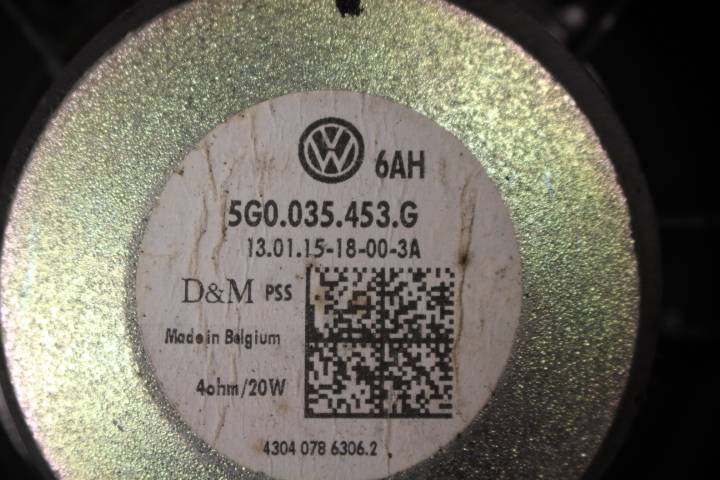 VW 6AH
5G0.035.453.G
13.01.15-18-00-3A
D&M PSS
Made in Belgium
4ohm/20W
4304 078 6306.2